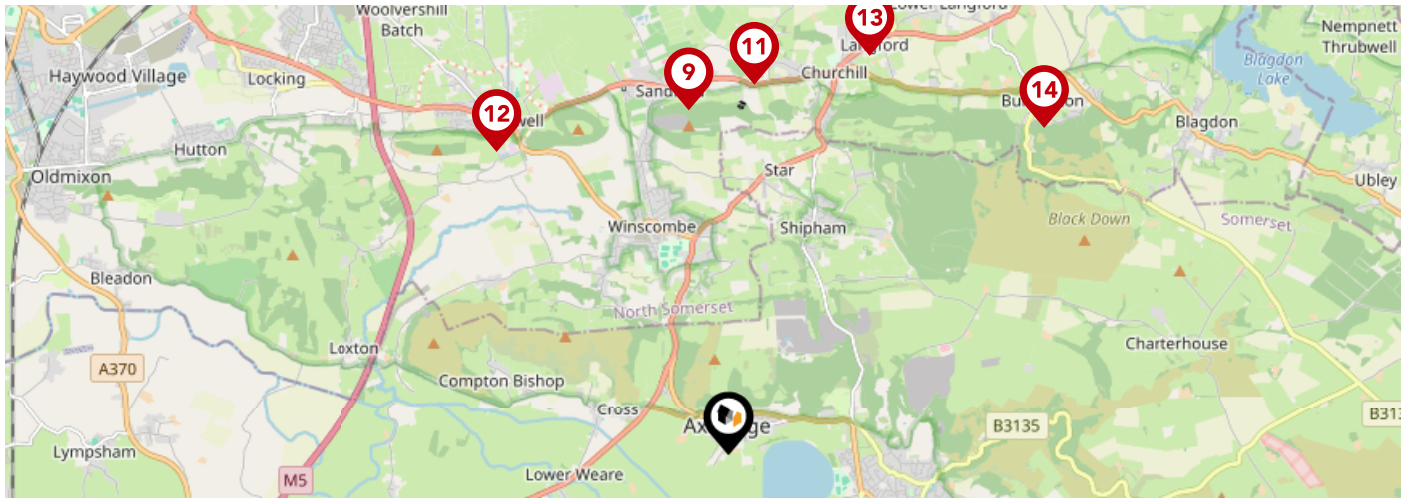 Woolvershill
Batch
13
Lower Langford
Nempnett
Thrubwell
11
Langford
Blagdon
Lake
Haywood Village
Locking
9
Churchill
14
12
Blagdon
Hutton
Star
Oldmixon
Ubley
Winscombe
Shipham
Black Down
Somerset
Bleadon
North Somerset
Loxton
Charterhouse
A370
Compton Bishop
Cross
B3135
Lympsham
Lower Weare
M5